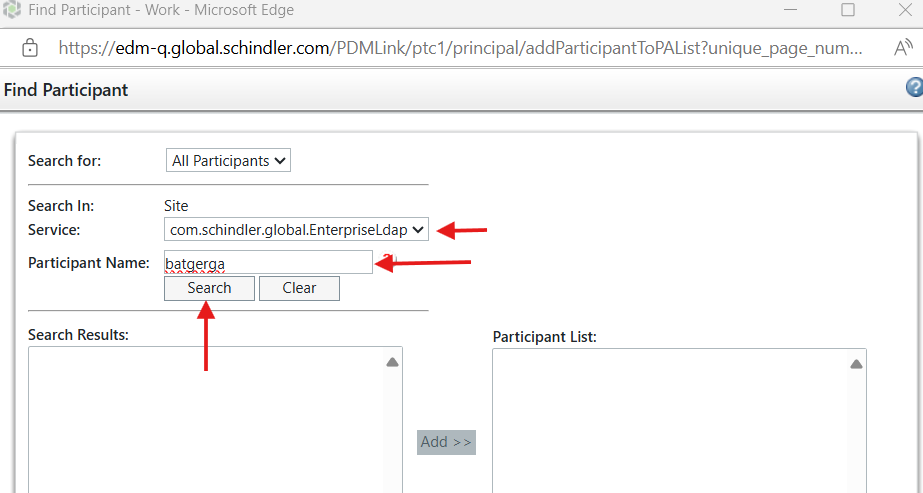 Find Participant - Work - Microsoft Edge
https://edm-q.global.schindler.com/PDMLink/ptc1/principal/addParticipantToPAList?unique_page_num...
Find Participant
Search for: All Participants
Search In: Site
Service: com.schindler.global.EnterpriseLdap
Participant Name: batgerga
Search Clear
Search Results:
Participant List:
Add >>